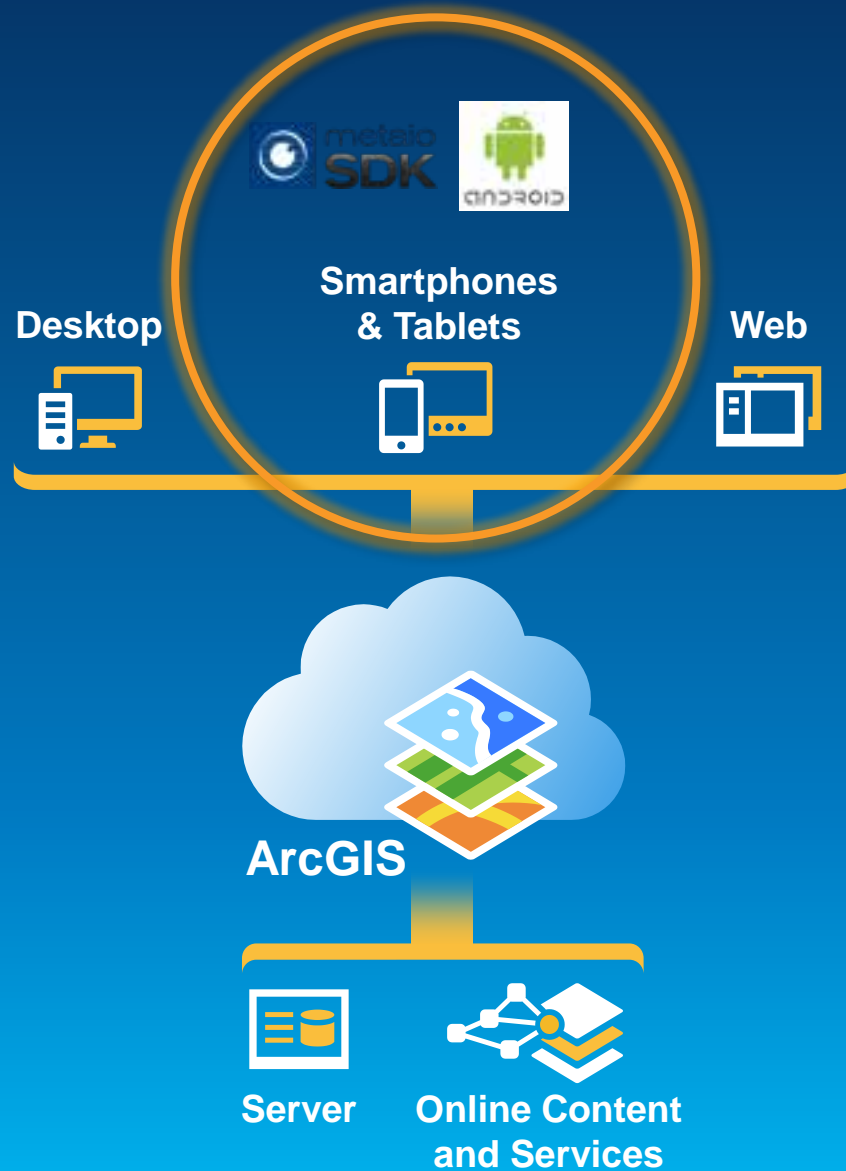 metaio
SDK
ANDROID
Smartphones
& Tablets
Desktop
Web
ArcGIS
Server
Online Content
and Services